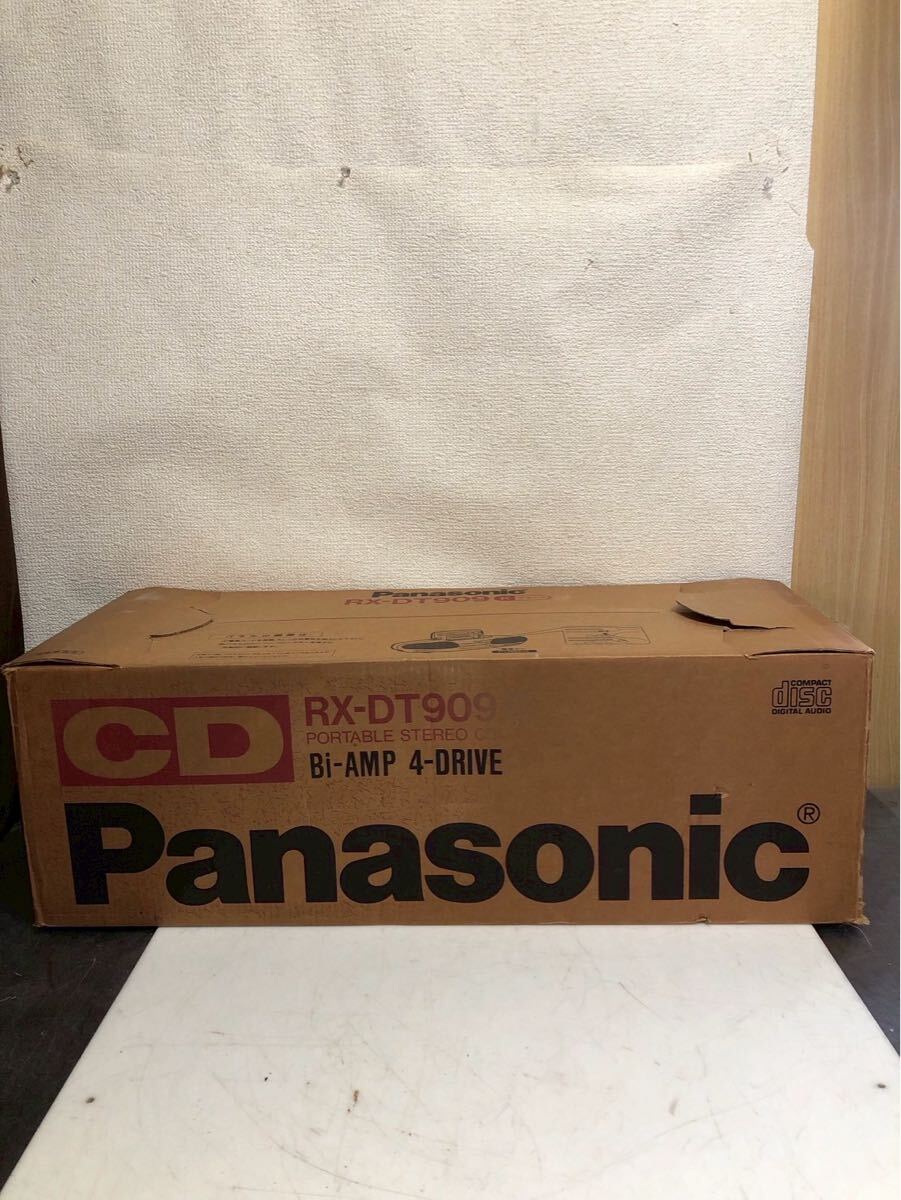 Panasonic
RX-DT909
CD
RX-DT909
PORTABLE STEREO
COMPACT
disc
DIGITAL AUDIO
Bi-AMP 4-DRIVE
Panasonic®